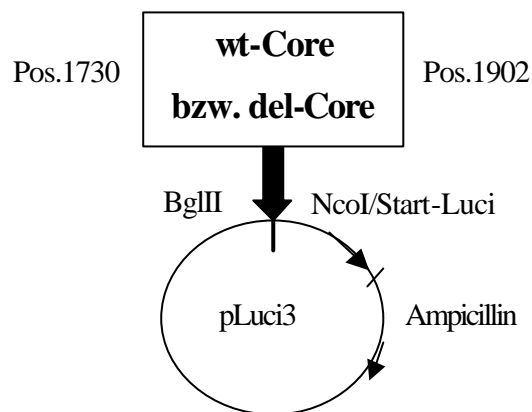 wt-Core
Pos.1730
Pos.1902
bzw. del-Core
BglII
NcoI/Start-Luci
pLuci3
Ampicillin